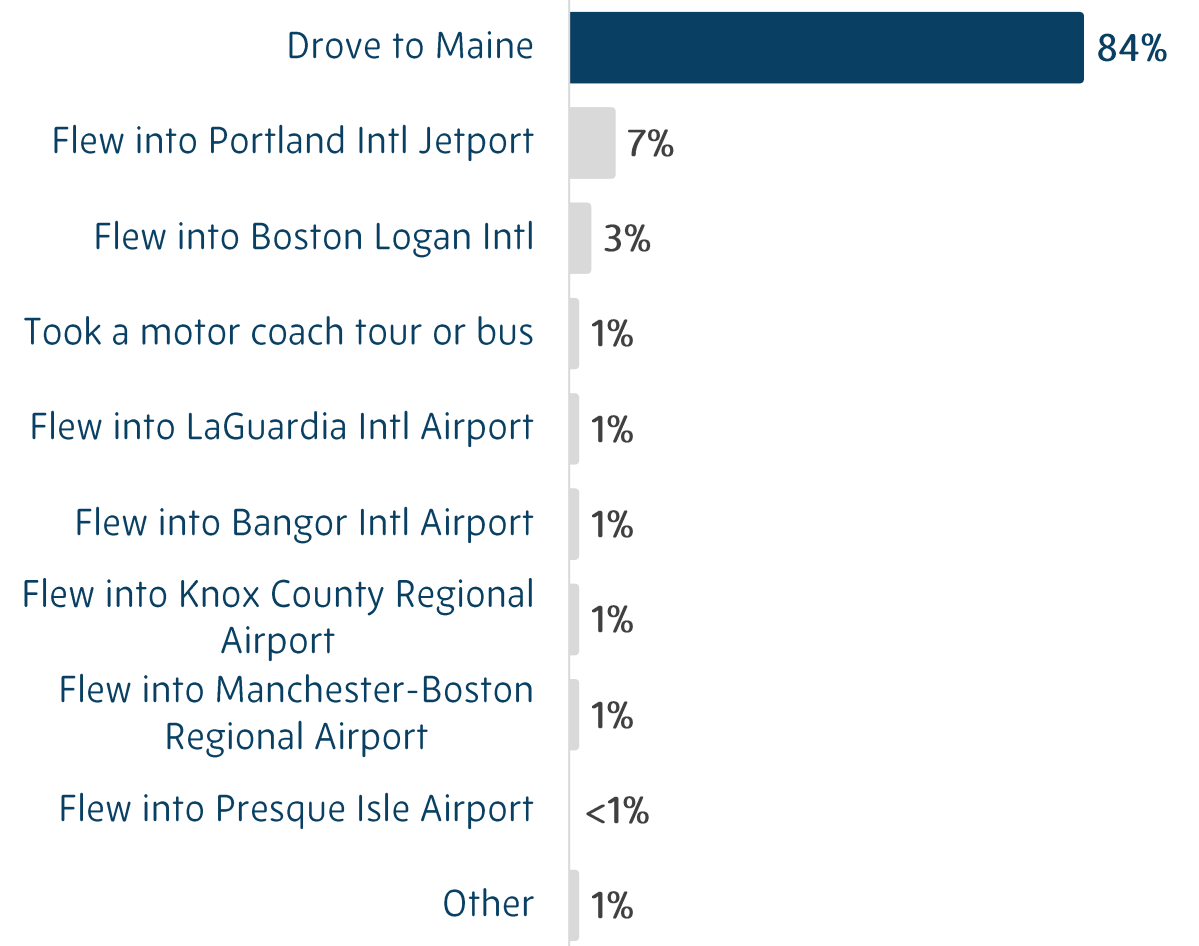 Drove to Maine
84%
Flew into Portland Intl Jetport
7%
Flew into Boston Logan Intl
3%
Took a motor coach tour or bus
1%
Flew into LaGuardia Intl Airport
1%
Flew into Bangor Intl Airport
1%
Flew into Knox County Regional
Airport
1%
Flew into Manchester-Boston
Regional Airport
1%
Flew into Presque Isle Airport
<1%
Other
1%